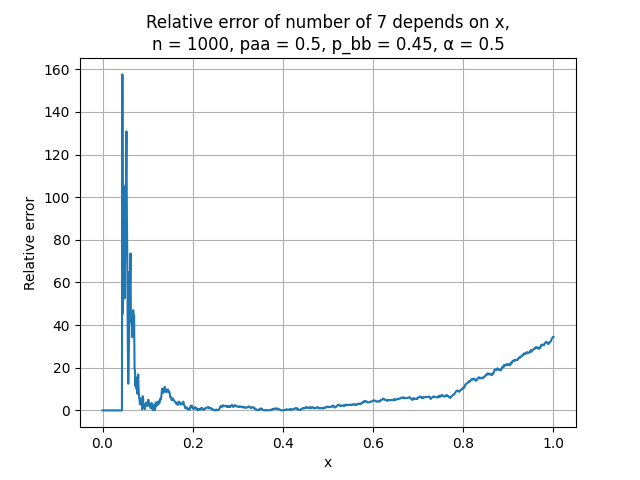 Relative error of number of 7 depends on x,
n = 1000, paa = 0.5, p_bb = 0.45, α = 0.5
160
140
120
100
80
60
40
20
0
Relative error
0.0 0.2 0.4 0.6 0.8 1.0
x